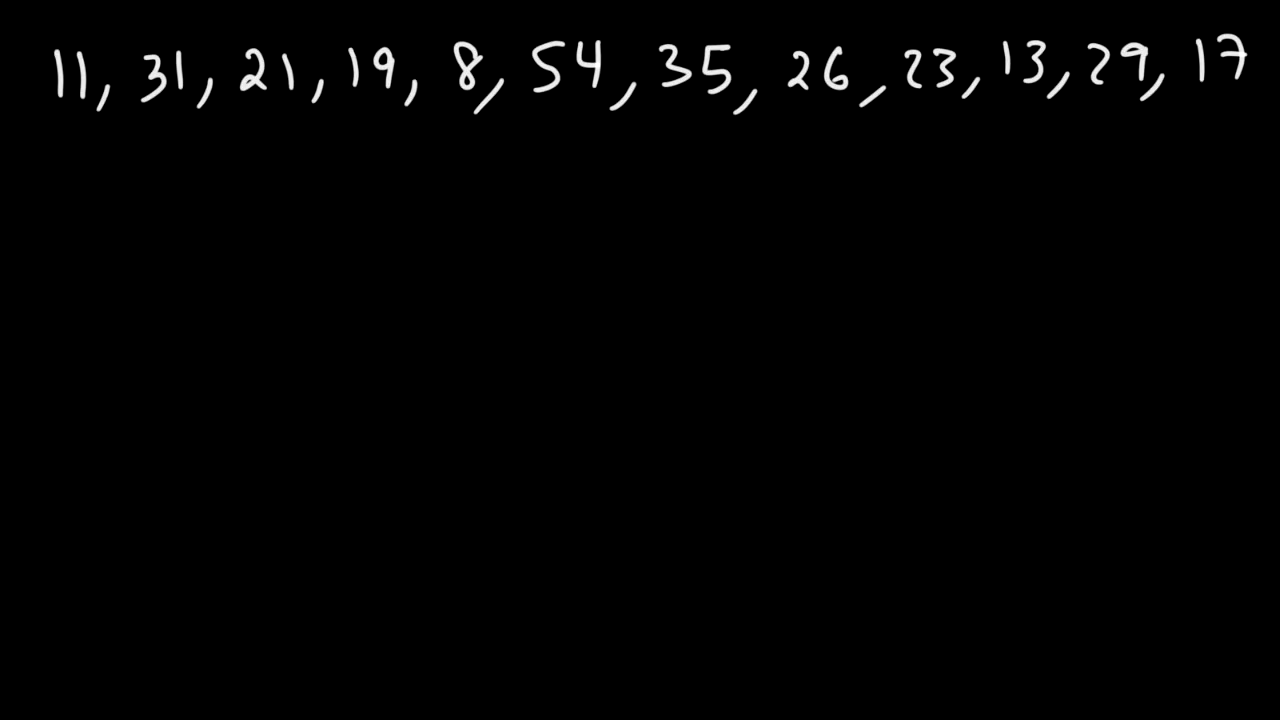 11, 31, 21, 19, 8, 54, 35, 26, 23, 13, 29, 17